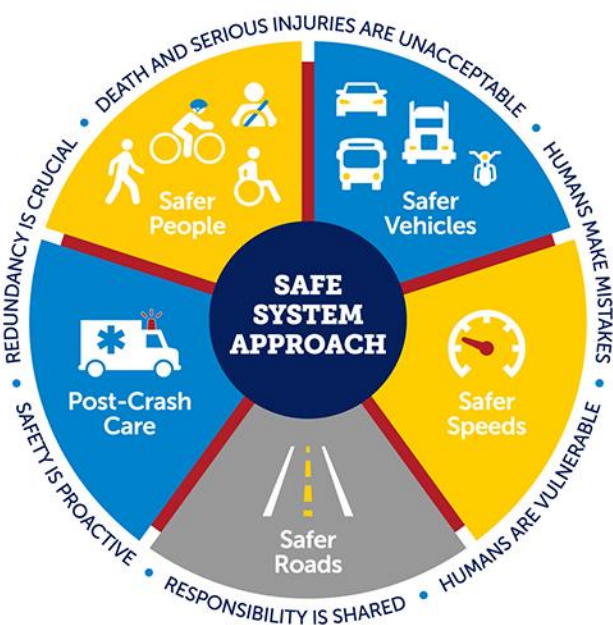 DEATH AND SERIOUS INJURIES ARE UNACCEPTABLE
HUMANS MAKE MISTAKES
HUMANS ARE VULNERABLE
RESPONSIBILITY IS SHARED
SAFETY IS PROACTIVE
REDUNDANCY IS CRUCIAL
Safer
People
Safer
Vehicles
SAFE
SYSTEM
APPROACH
Post-Crash
Care
Safer
Speeds
Safer
Roads